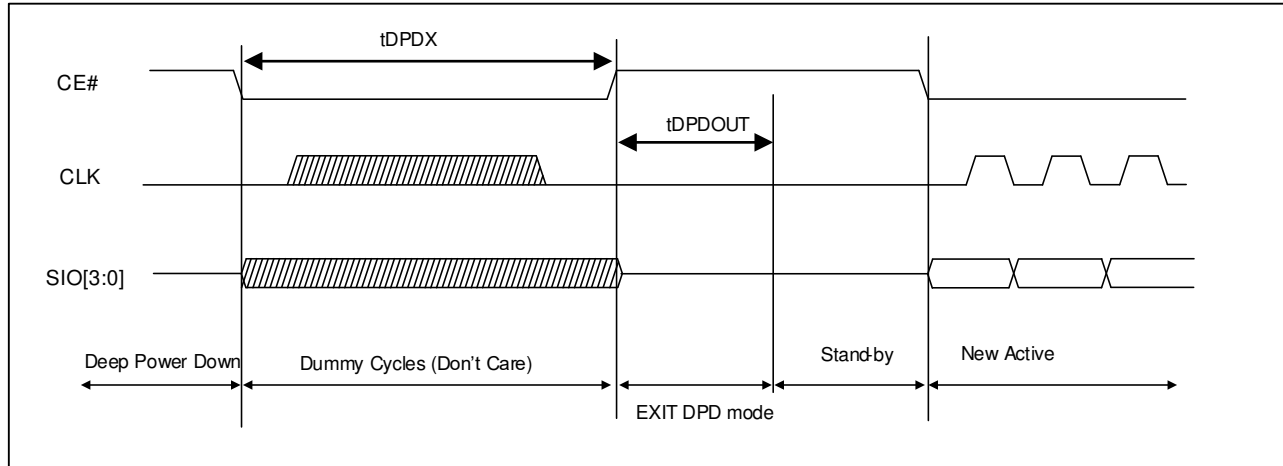 tDPDX
CE#
tDPDOUT
CLK
SIO[3:0]
Deep Power Down
Dummy Cycles (Don't Care)
Stand-by
New Active
EXIT DPD mode